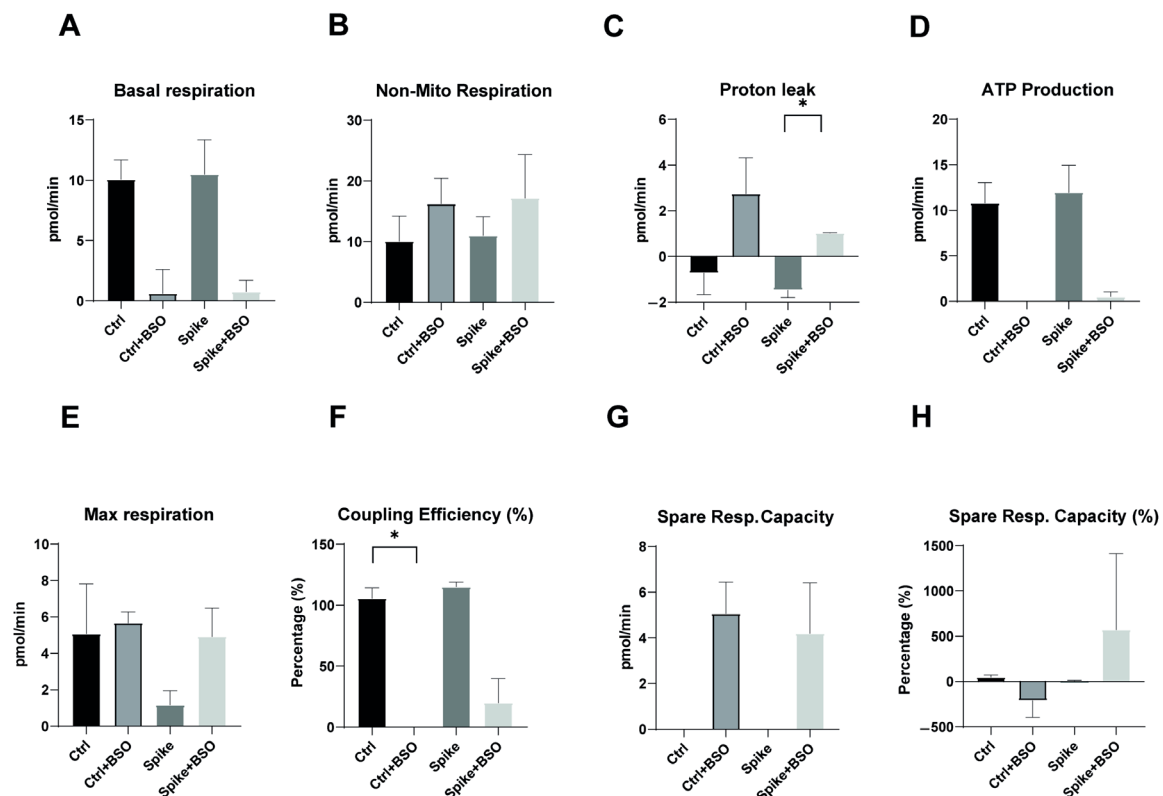 A
Basal respiration
pmol/min
15
10
5
0
Ctrl
Ctrl+BSO
Spike
Spike+BSO
B
Non-Mito Respiration
pmol/min
30
20
10
0
Ctrl
Ctrl+BSO
Spike
Spike+BSO
C
Proton leak
*
pmol/min
6
4
2
0
−2
Ctrl
Ctrl+BSO
Spike
Spike+BSO
D
ATP Production
pmol/min
20
15
10
5
0
Ctrl
Ctrl+BSO
Spike
Spike+BSO
E
Max respiration
pmol/min
10
8
6
4
2
0
Ctrl
Ctrl+BSO
Spike
Spike+BSO
F
Coupling Efficiency (%)
*
Percentage (%)
150
100
50
0
Ctrl
Ctrl+BSO
Spike
Spike+BSO
G
Spare Resp.Capacity
pmol/min
8
6
4
2
0
Ctrl
Ctrl+BSO
Spike
Spike+BSO
H
Spare Resp. Capacity (%)
Percentage (%)
1500
1000
500
0
−500
Ctrl
Ctrl+BSO
Spike
Spike+BSO